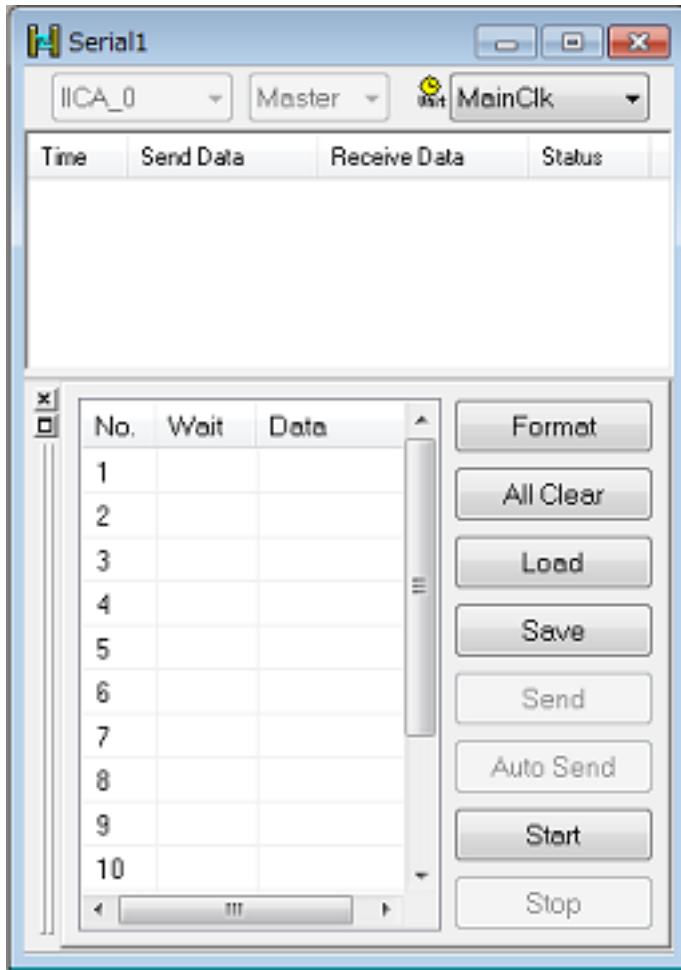 Serial1
IICA_0 Master Wait MainClk
Time Send Data Receive Data Status
No. Wait Data
1
2
3
4
5
6
7
8
9
10
Format
All Clear
Load
Save
Send
Auto Send
Start
Stop